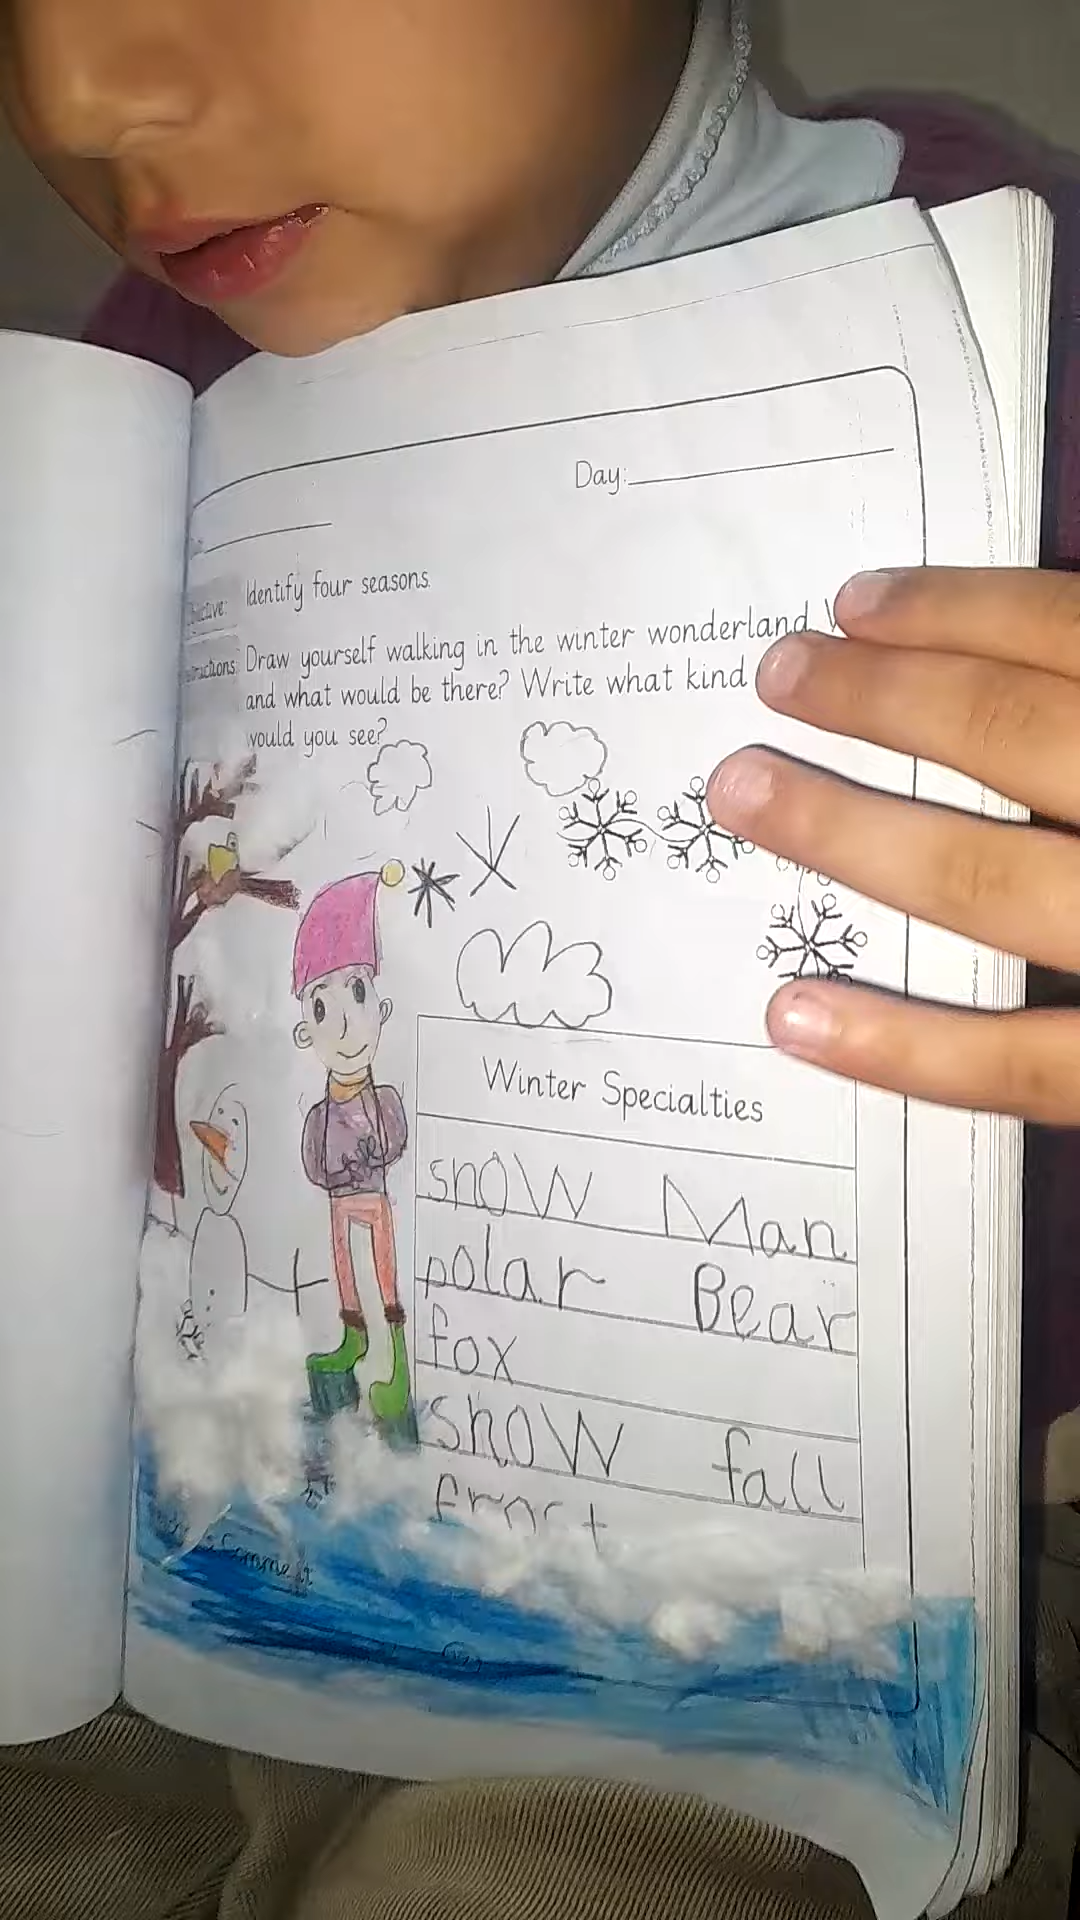 Day:
Identify four seasons.
Draw yourself walking in the winter wonderland.
and what would be there? Write what kind
would you see?
Winter Specialties
snow Man
polar Bear
fox
snow fall
frost